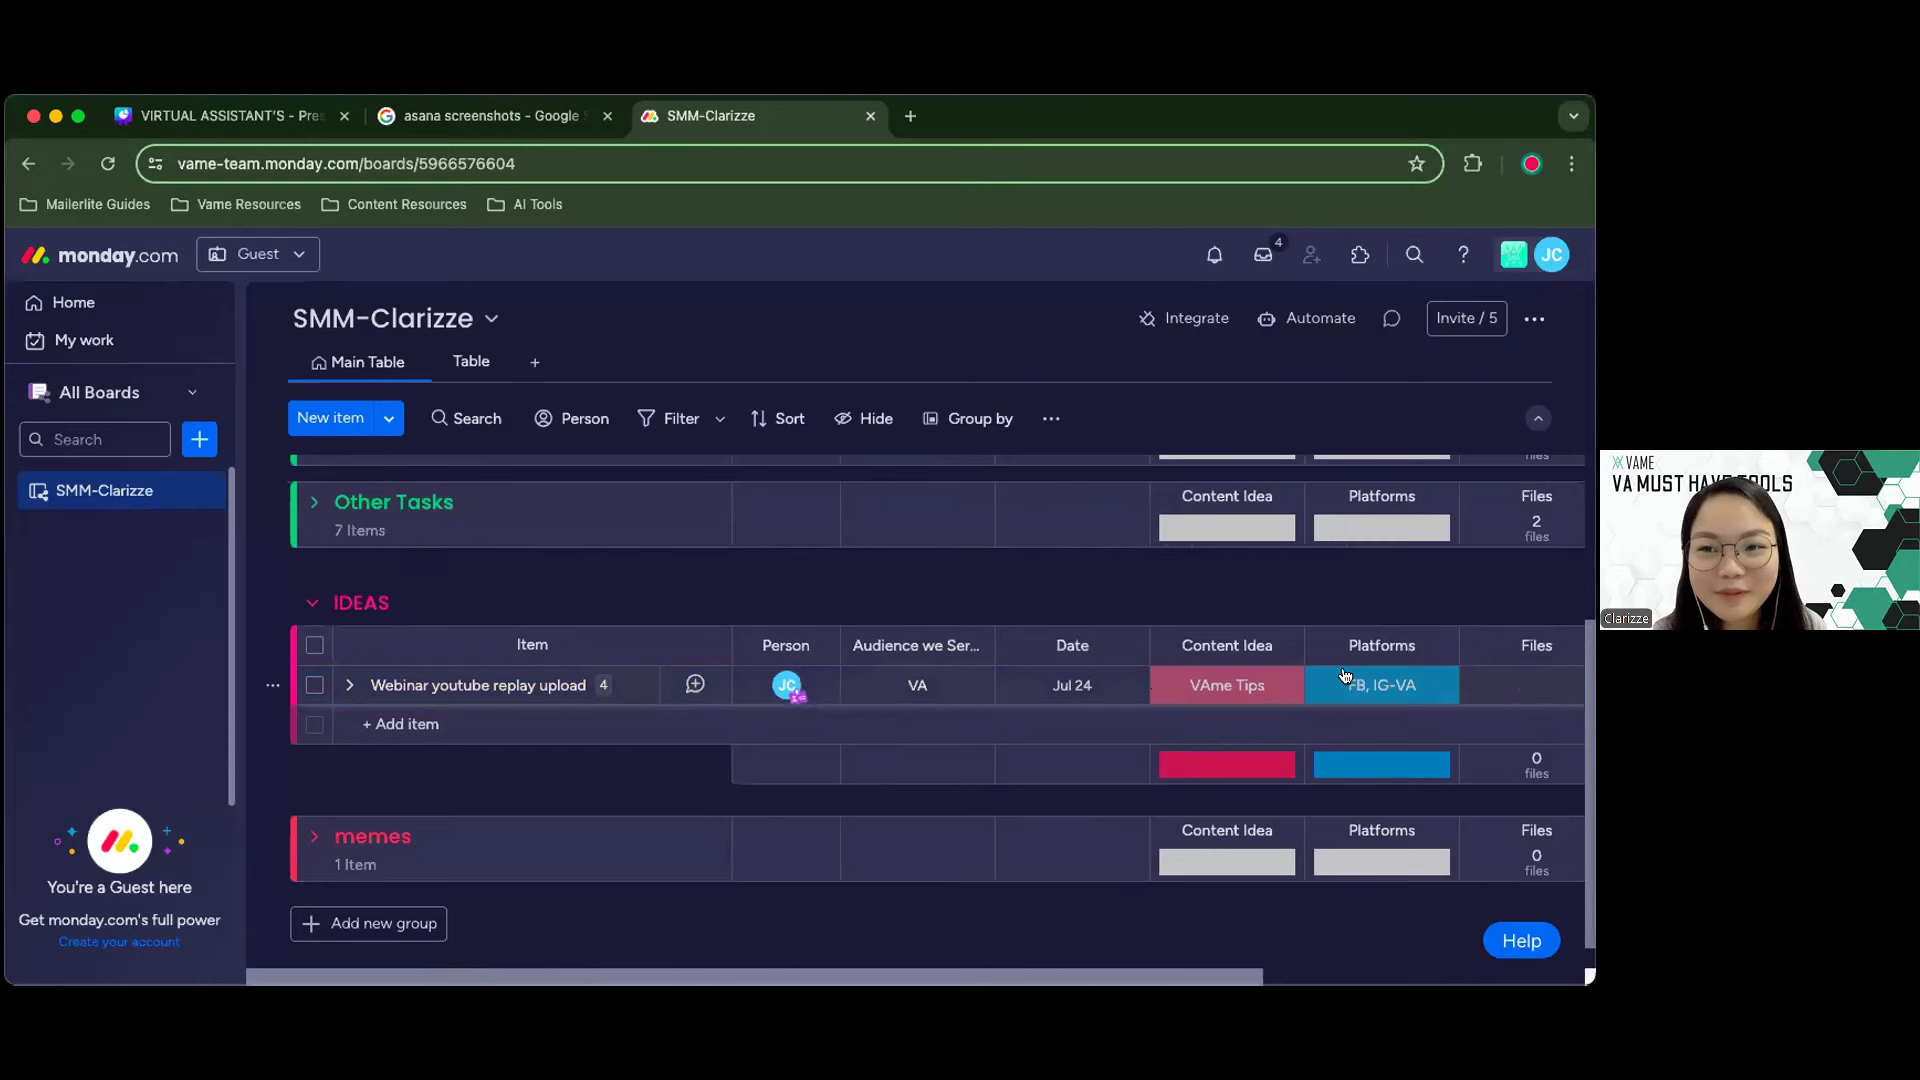 VIRTUAL ASSISTANT'S - Pres
asana screenshots - Google S
SMM-Clarizze
vame-team.monday.com/boards/5966576604
Mailerlite Guides
Vame Resources
Content Resources
AI Tools
monday.com
Guest
4
JC
Home
My work
All Boards
Search
SMM-Clarizze
You're a Guest here
Get monday.com's full power
Create your account
SMM-Clarizze
Integrate
Automate
Invite / 5
Main Table
Table
New item
Search
Person
Filter
Sort
Hide
Group by
files
Other Tasks
7 Items
Content Idea
Platforms
Files
2
files
IDEAS
Item
Person
Audience we Ser...
Date
Content Idea
Platforms
Files
Webinar youtube replay upload
4
JC
VA
Jul 24
VAme Tips
FB, IG-VA
+ Add item
0
files
memes
1 Item
Content Idea
Platforms
Files
0
files
Add new group
Help
VAME
VA MUST HAVE TOOLS
Clarizze